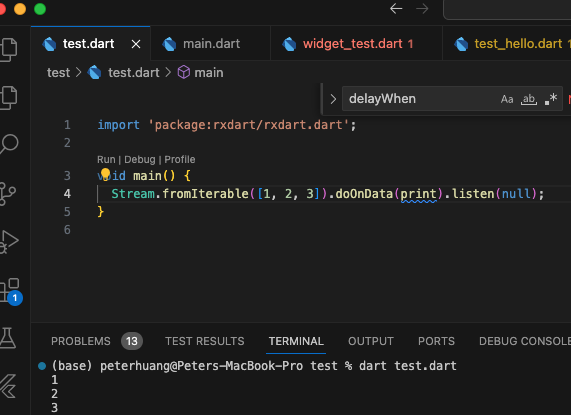 test.dart
main.dart
widget_test.dart 1
test_hello.dart 1
test > test.dart > main
delayWhen
Aa ab .*
1 import 'package:rxdart/rxdart.dart';
2
Run | Debug | Profile
3 void main() {
4 Stream.fromIterable([1, 2, 3]).doOnData(print).listen(null);
5 }
6
1
PROBLEMS 13 TEST RESULTS TERMINAL OUTPUT PORTS DEBUG CONSOLE
(base) peterhuang@Peters-MacBook-Pro test % dart test.dart
1
2
3